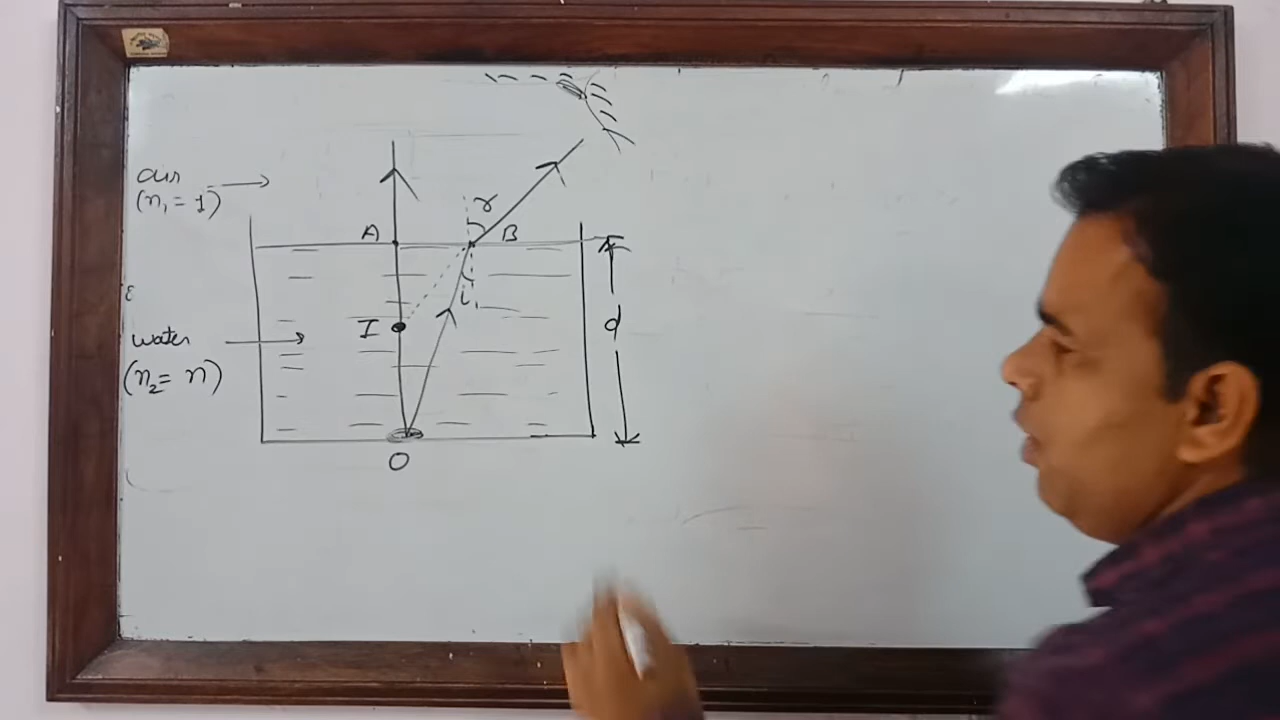 air
(n₁ = 1)
r
A
B
i
I
d
water
(n₂ = n)
O